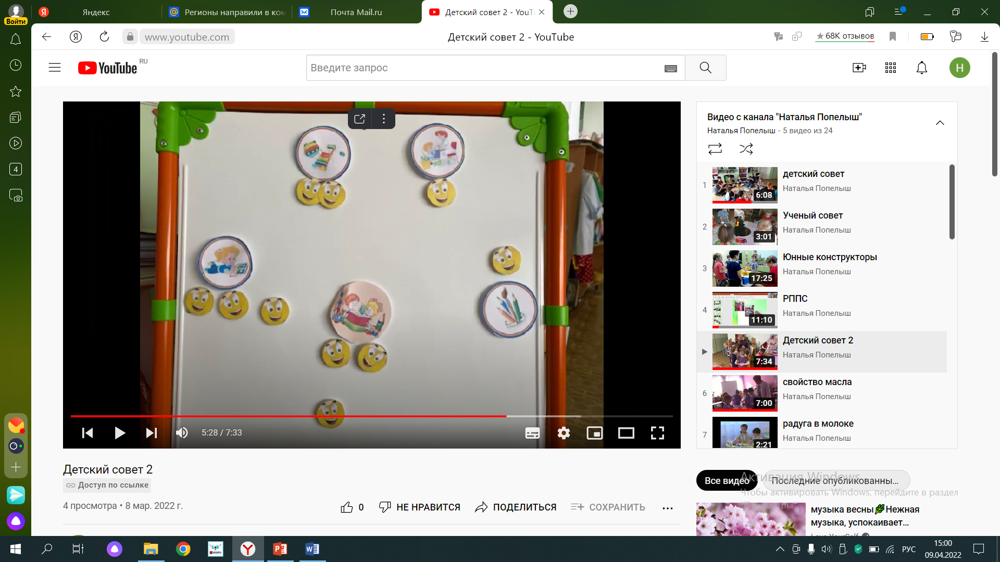 Войти
Яндекс
Регионы направили в ком
Почта Mail.ru
Детский совет 2 - YouTu
www.youtube.com
Детский совет 2 - YouTube
★68K отзывов
YouTube RU
Введите запрос
Н
4
Видео с канала "Наталья Попелыш"
Наталья Попелыш - 5 видео из 24
1
6:08
детский совет
Наталья Попелыш
2
3:01
Ученый совет
Наталья Попелыш
3
17:25
Юнные конструкторы
Наталья Попелыш
4
11:10
РППС
Наталья Попелыш
7:34
Детский совет 2
Наталья Попелыш
6
7:00
свойство масла
Наталья Попелыш
7
2:21
радуга в молоке
Наталья Попелыш
5:28 / 7:33
Детский совет 2
Доступ по ссылке
4 просмотра • 8 мар. 2022 г.
0
НЕ НРАВИТСЯ
ПОДЕЛИТЬСЯ
СОХРАНИТЬ
Все видео
Последние опубликованны...
Активация Windows
Чтобы активировать Windows, перейдите в раздел
"Параметры"
музыка весны🌿Нежная
музыка, успокаивает...
Love YourSelf
РУС
15:00
09.04.2022